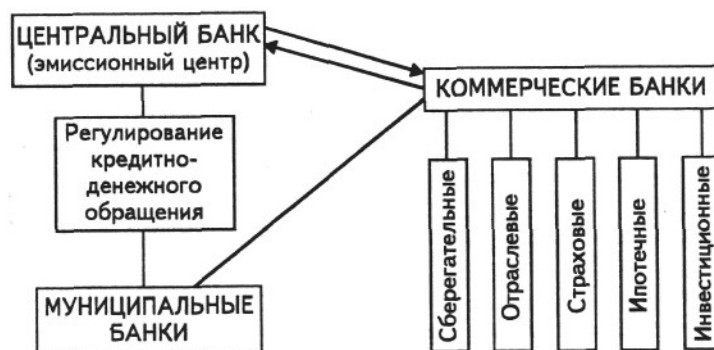 ЦЕНТРАЛЬНЫЙ БАНК
(эмиссионный центр)
КОММЕРЧЕСКИЕ БАНКИ
Регулирование
кредитно-
денежного
обращения
Сберегательные
Отраслевые
Страховые
Ипотечные
Инвестиционные
МУНИЦИПАЛЬНЫЕ
БАНКИ